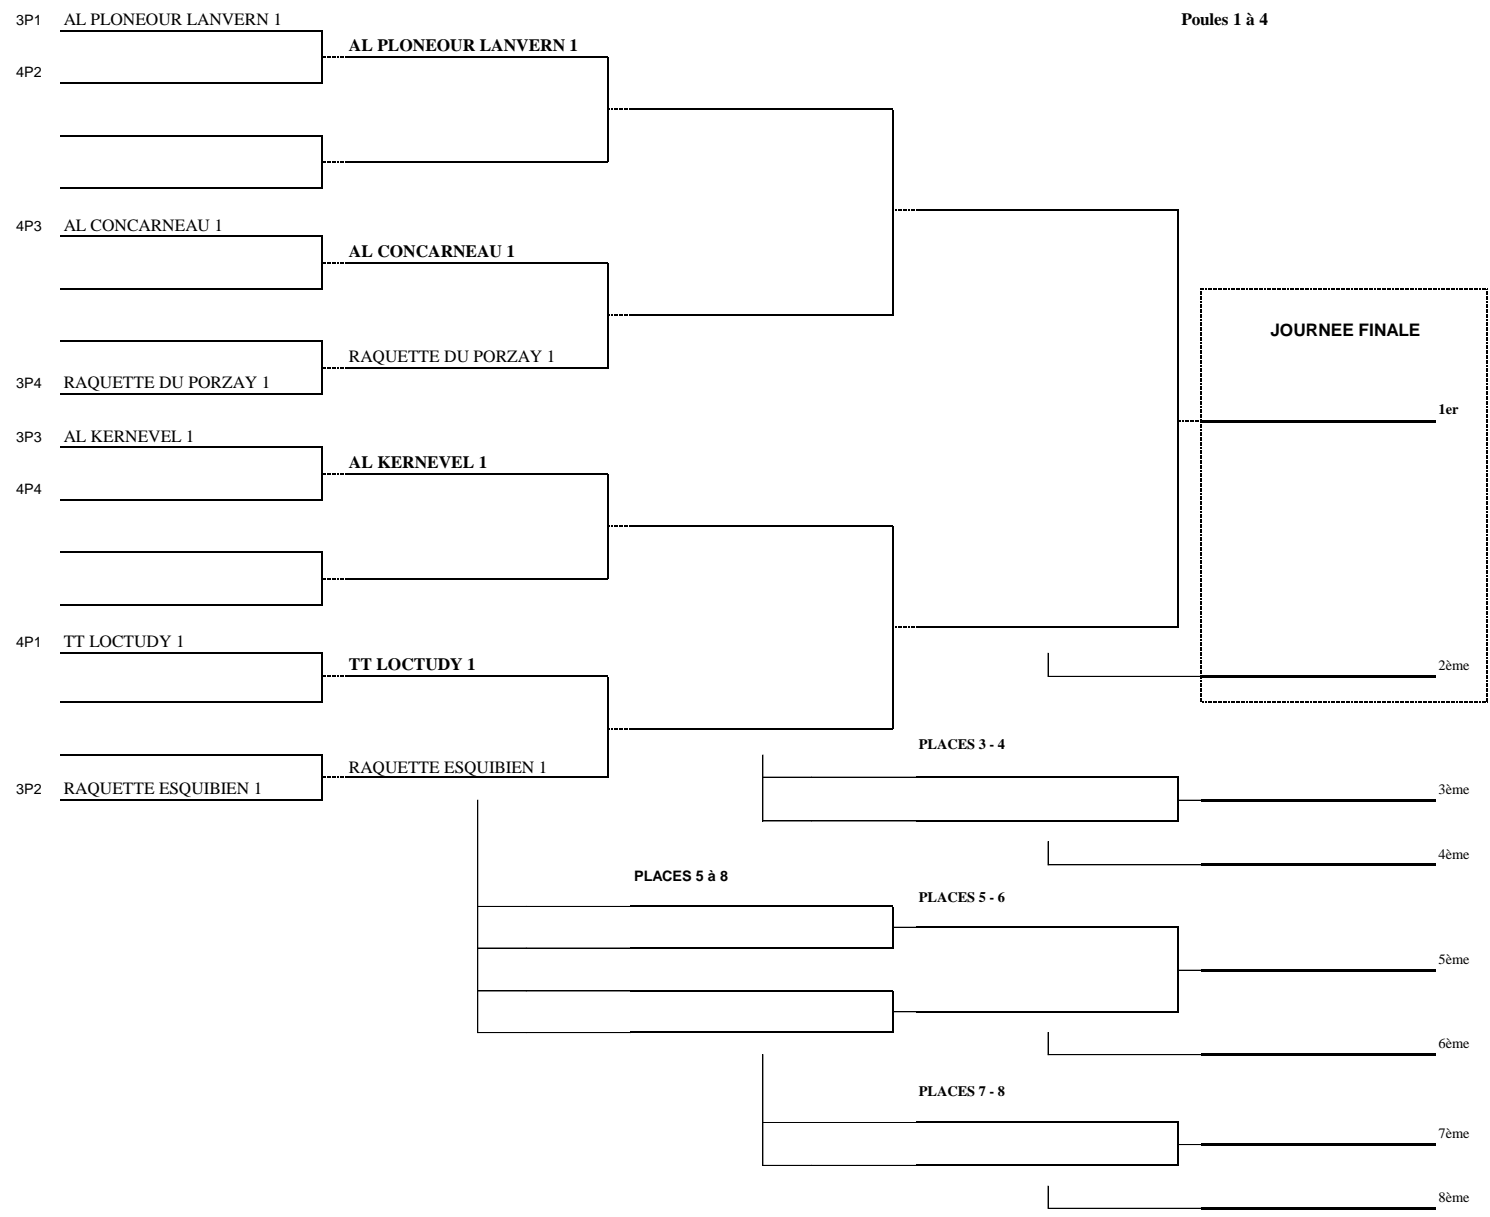 3P1 AL PLONEOUR LANVERN 1
Poules 1 à 4
AL PLONEOUR LANVERN 1
4P2
4P3 AL CONCARNEAU 1
AL CONCARNEAU 1
JOURNEE FINALE
RAQUETTE DU PORZAY 1
3P4 RAQUETTE DU PORZAY 1
1er
3P3 AL KERNEVEL 1
AL KERNEVEL 1
4P4
4P1 TT LOCTUDY 1
TT LOCTUDY 1
2ème
PLACES 3 - 4
RAQUETTE ESQUIBIEN 1
3P2 RAQUETTE ESQUIBIEN 1
3ème
4ème
PLACES 5 à 8
PLACES 5 - 6
5ème
6ème
PLACES 7 - 8
7ème
8ème